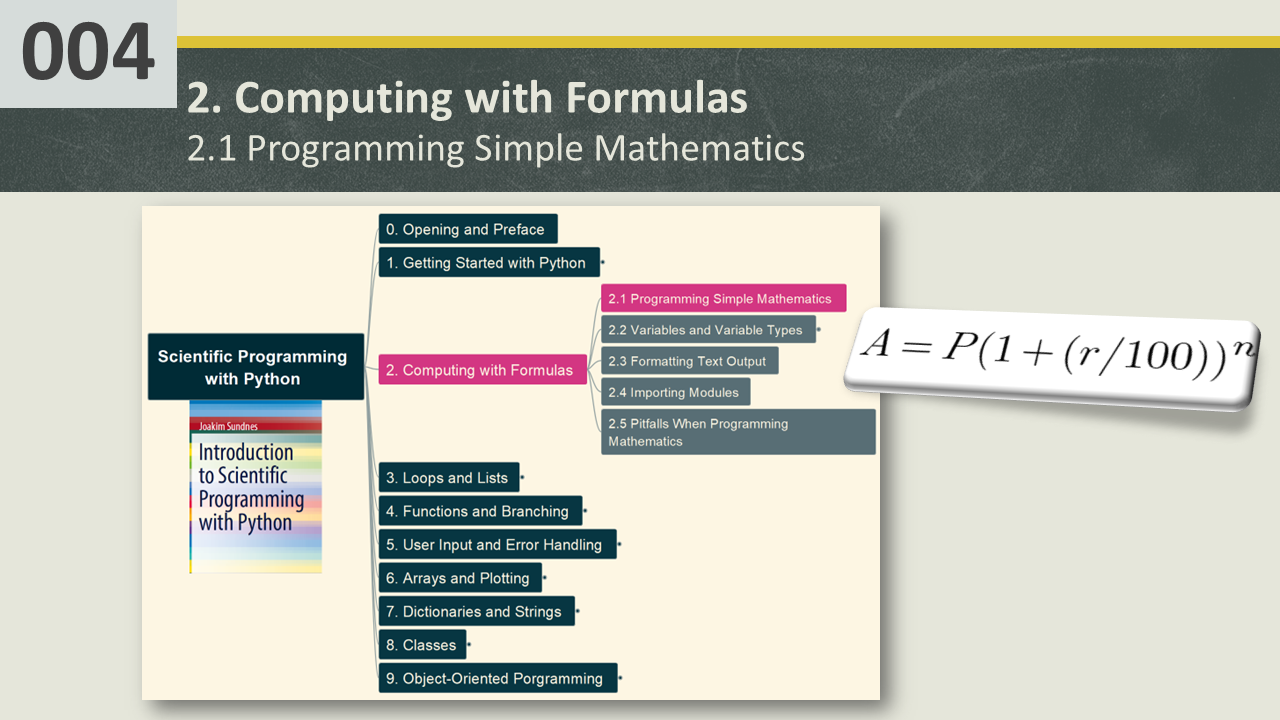 004
2. Computing with Formulas
2.1 Programming Simple Mathematics
Scientific Programming
with Python
Joakim Sundnes
Introduction
to Scientific
Programming
with Python
0. Opening and Preface
1. Getting Started with Python
2. Computing with Formulas
2.1 Programming Simple Mathematics
2.2 Variables and Variable Types
2.3 Formatting Text Output
2.4 Importing Modules
2.5 Pitfalls When Programming
Mathematics
3. Loops and Lists
4. Functions and Branching
5. User Input and Error Handling
6. Arrays and Plotting
7. Dictionaries and Strings
8. Classes
9. Object-Oriented Porgramming
A = P(1 + (r/100))^n